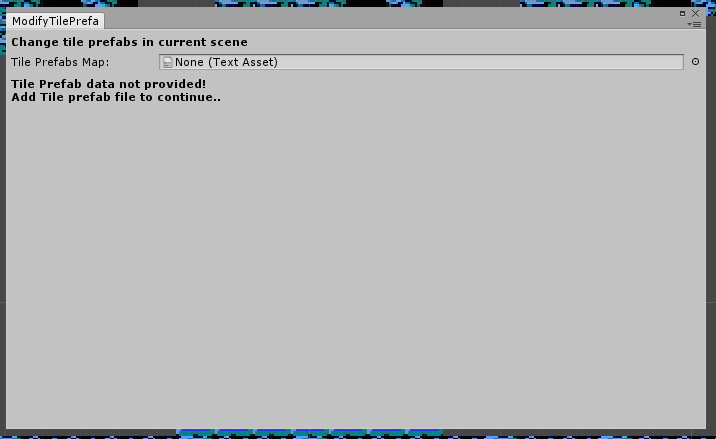 ModifyTilePrefa
Change tile prefabs in current scene
Tile Prefabs Map: None (Text Asset)
Tile Prefab data not provided!
Add Tile prefab file to continue..